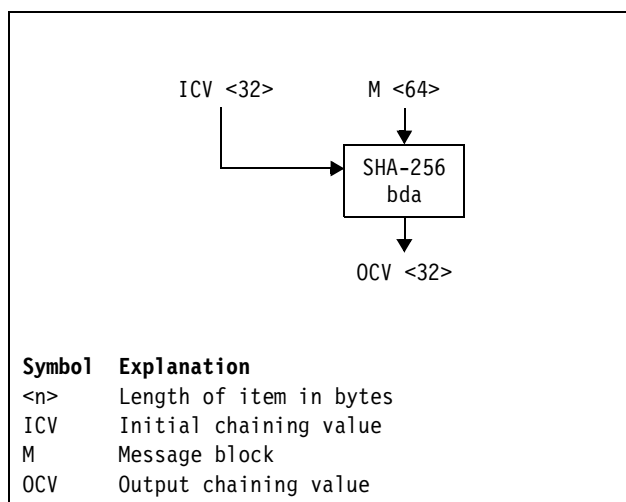 ICV <32> M <64>
SHA-256
bda
OCV <32>
Symbol Explanation
<n> Length of item in bytes
ICV Initial chaining value
M Message block
OCV Output chaining value